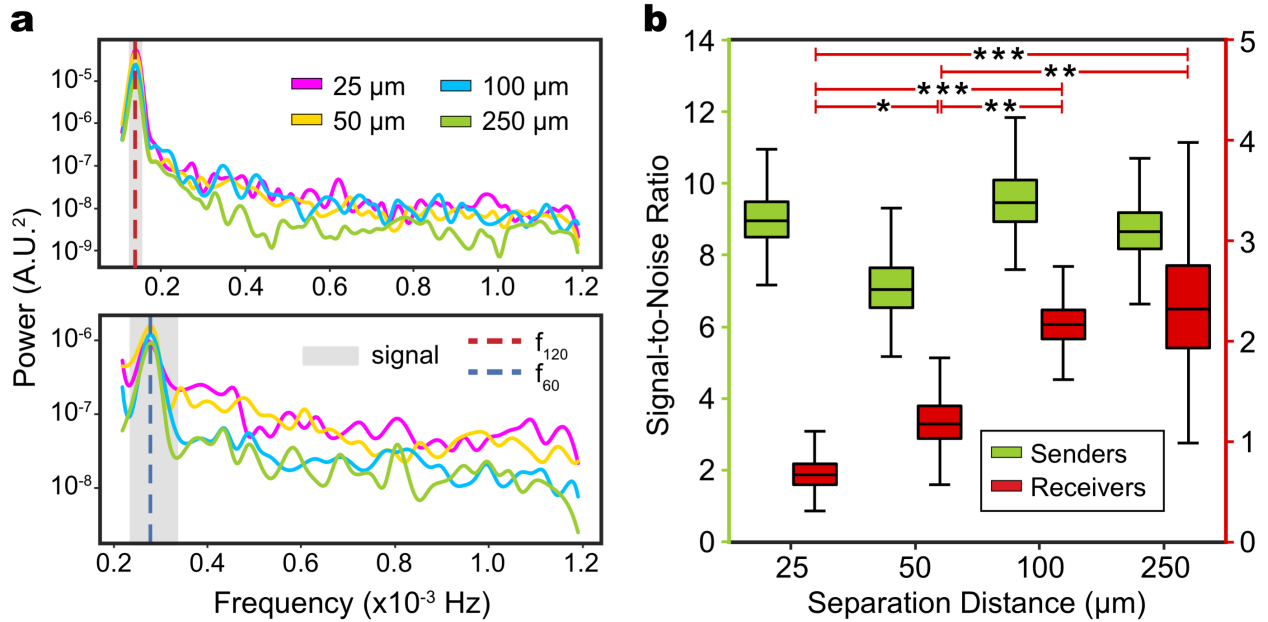 a
Power (A.U.²)
10⁻⁵
10⁻⁶
10⁻⁷
10⁻⁸
10⁻⁹
25 µm
50 µm
100 µm
250 µm
0.2 0.4 0.6 0.8 1.0 1.2
10⁻⁶
10⁻⁷
10⁻⁸
signal
f₁₂₀
f₆₀
0.2 0.4 0.6 0.8 1.0 1.2
Frequency (x10⁻³ Hz)
b
Signal-to-Noise Ratio
14
12
10
8
6
4
2
0
***
**
***
* **
5
4
3
2
1
0
Senders
Receivers
25 50 100 250
Separation Distance (µm)